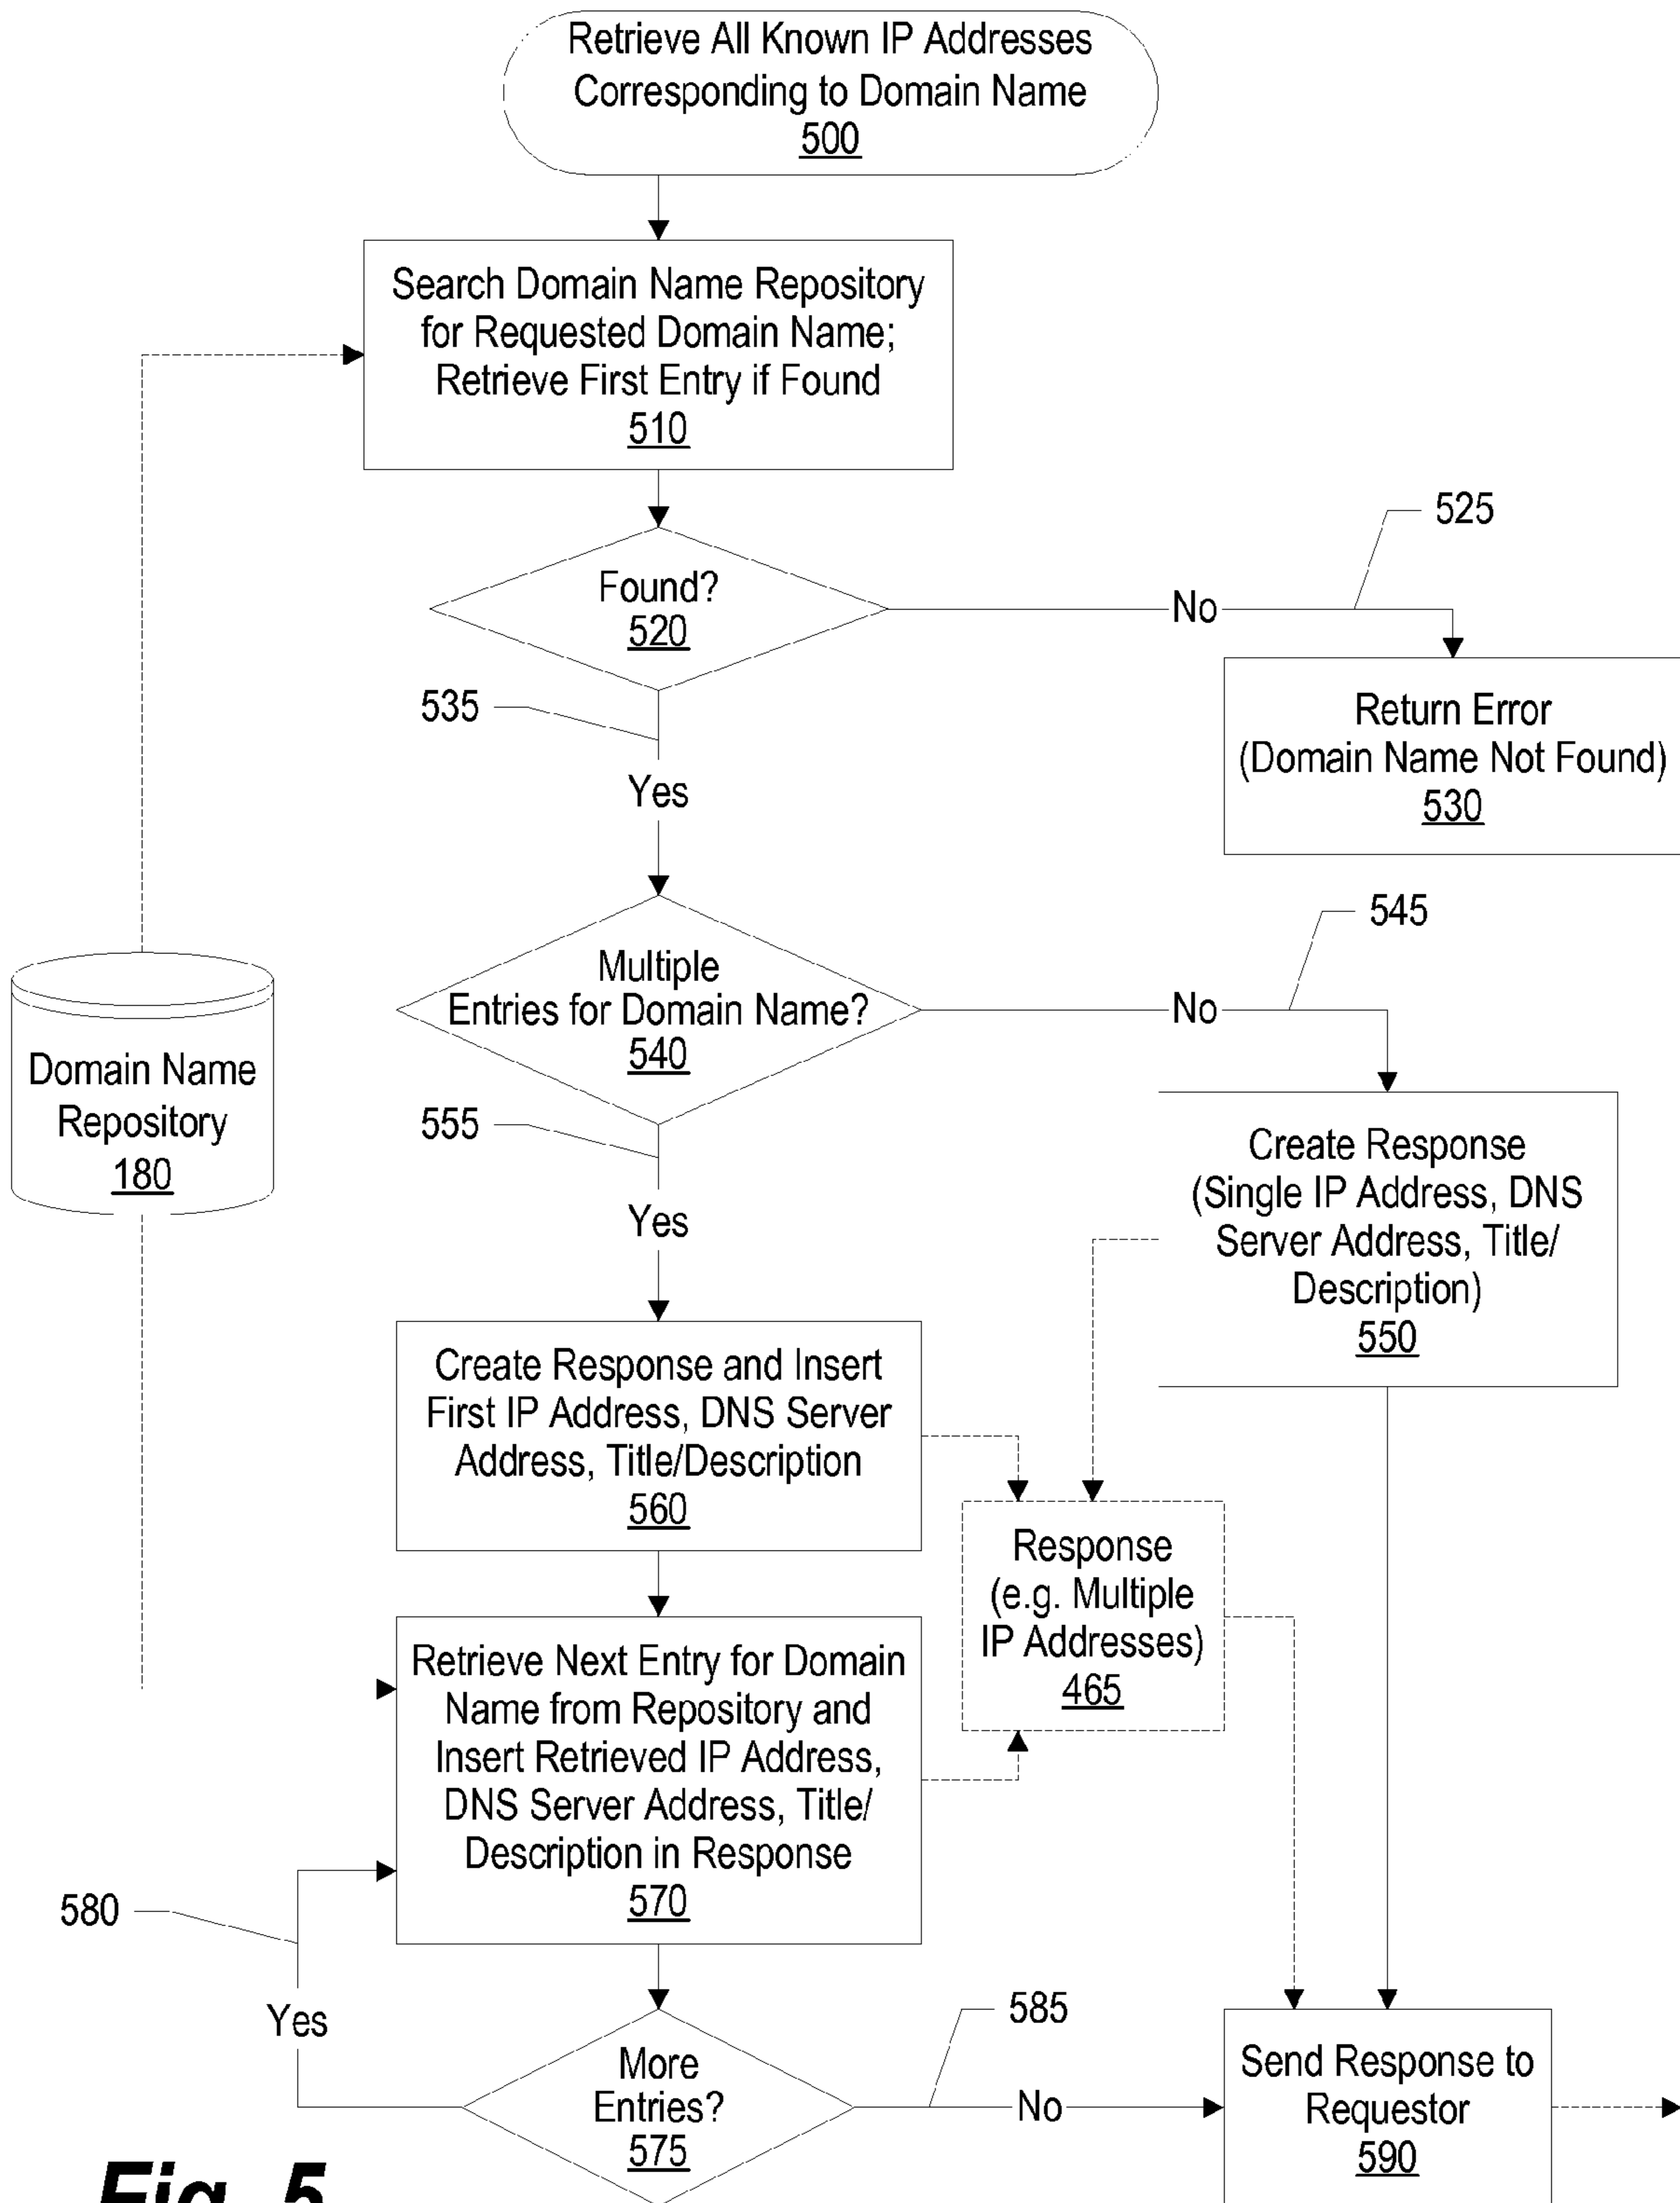 Retrieve All Known IP Addresses
Corresponding to Domain Name
500
Search Domain Name Repository
for Requested Domain Name;
Retrieve First Entry if Found
510
525
Found?
520
No
535
Return Error
(Domain Name Not Found)
530
Yes
545
Multiple
Entries for Domain Name?
540
No
Domain Name
Repository
180
555
Create Response
(Single IP Address, DNS
Server Address, Title/
Description)
550
Yes
Create Response and Insert
First IP Address, DNS Server
Address, Title/Description
560
Response
(e.g. Multiple
IP Addresses)
465
Retrieve Next Entry for Domain
Name from Repository and
Insert Retrieved IP Address,
DNS Server Address, Title/
Description in Response
570
580
Yes
585
More
Entries?
575
No
Send Response to
Requestor
590
Fig. 5